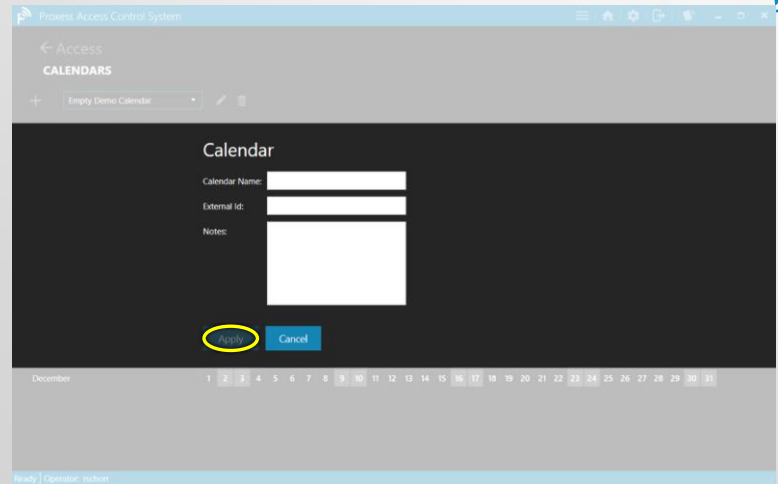 Proxess Access Control System
Access
CALENDARS
Empty Demo Calendar
Calendar
Calendar Name:
External Id:
Notes:
Apply Cancel
December 1 2 3 4 5 6 7 8 9 10 11 12 13 14 15 16 17 18 19 20 21 22 23 24 25 26 27 28 29 30 31
Ready Operator: rschorr